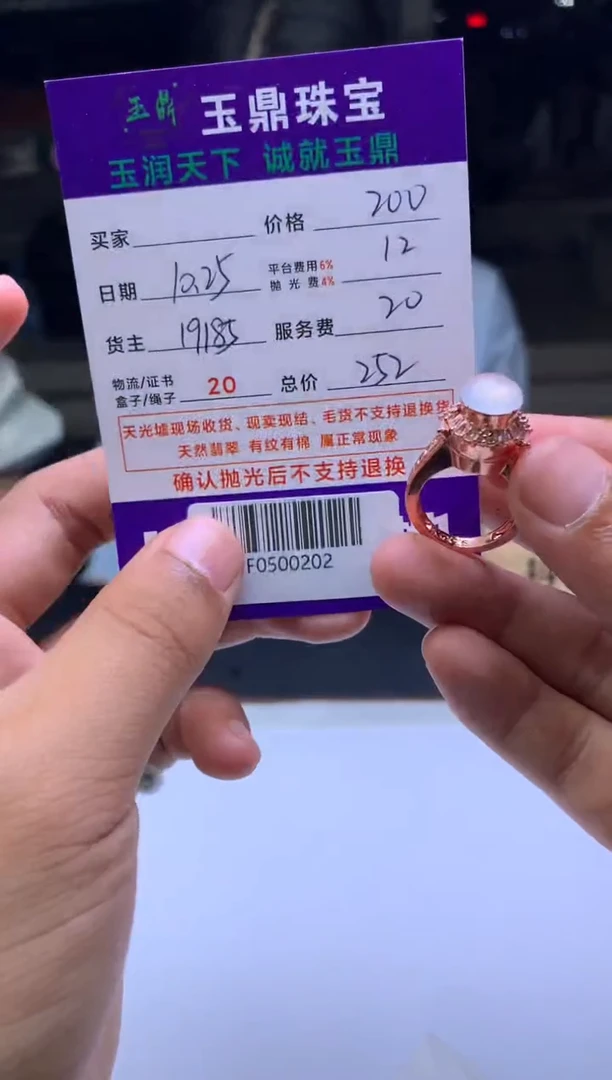 玉鼎 玉鼎珠宝
玉润天下 诚就玉鼎
买家 价格 200
日期 10.25 平台费用6% 抛光费4% 12
货主 19185 服务费 20
物流/证书 盒子/绳子 20 总价 252
天光墟现场收货、现卖现结、毛货不支持退换货
天然翡翠 有纹有棉 属正常现象
确认抛光后不支持退换
F0500202